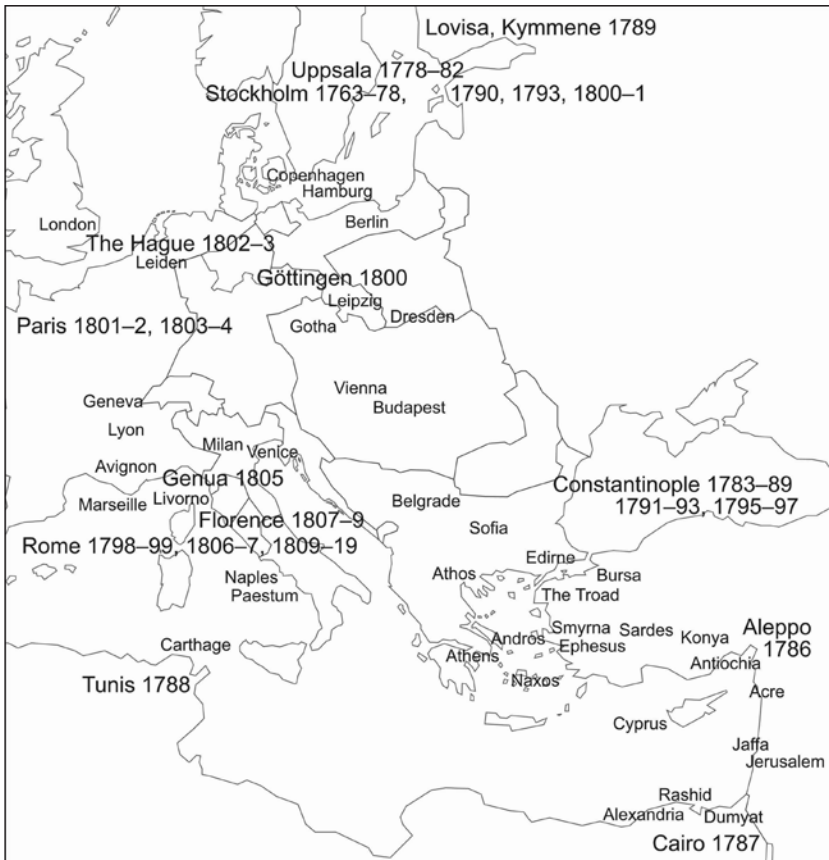 Lovisa, Kymmene 1789
Uppsala 1778–82
Stockholm 1763–78, 1790, 1793, 1800–1
Copenhagen
Hamburg
London
Berlin
The Hague 1802–3
Leiden
Göttingen 1800
Leipzig
Dresden
Paris 1801–2, 1803–4
Gotha
Vienna
Budapest
Geneva
Lyon
Milan
Venice
Avignon
Genua 1805
Marseille
Livorno
Belgrade
Constantinople 1783–89
1791–93, 1795–97
Florence 1807–9
Sofia
Rome 1798–99, 1806–7, 1809–19
Edirne
Athos
Bursa
Naples
Paestum
The Troad
Carthage
Andros
Smyrna
Sardes
Konya
Aleppo
1786
Ephesus
Athens
Antiochia
Tunis 1788
Naxos
Acre
Cyprus
Jaffa
Jerusalem
Rashid
Alexandria
Dumyat
Cairo 1787